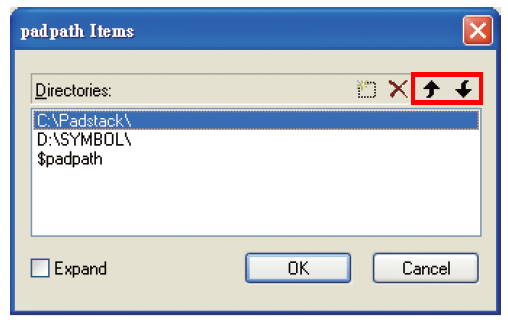 padpath Items
Directories:
C:\Padstack\
D:\SYMBOL\
$padpath
Expand
OK
Cancel